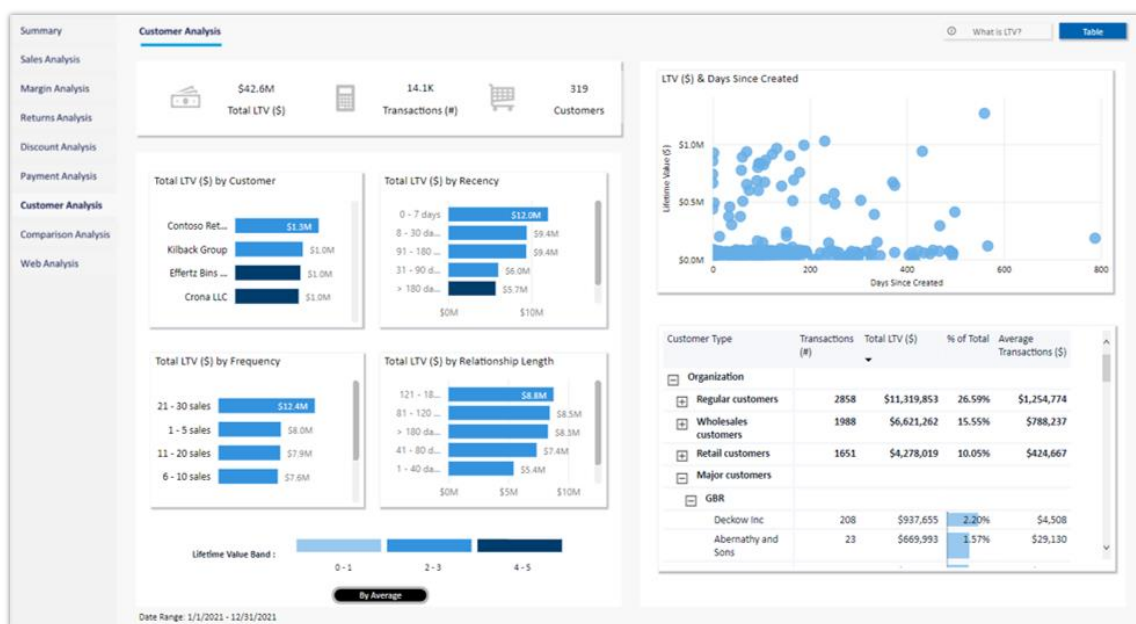 Summary
Sales Analysis
Margin Analysis
Returns Analysis
Discount Analysis
Payment Analysis
Customer Analysis
Comparison Analysis
Web Analysis
Customer Analysis
What is LTV?
Table
$42.6M
Total LTV ($)
14.1K
Transactions (#)
319
Customers
Total LTV ($) by Customer
Contoso Ret... $1.3M
Kilback Group $1.0M
Effertz Bins ... $1.0M
Crona LLC $1.0M
Total LTV ($) by Recency
0 - 7 days $12.0M
8 - 30 da... $9.4M
91 - 180 ... $9.4M
31 - 90 d... $6.0M
> 180 da... $5.7M
$0M $10M
Total LTV ($) by Frequency
21 - 30 sales $12.4M
1 - 5 sales $8.0M
11 - 20 sales $7.9M
6 - 10 sales $7.6M
Total LTV ($) by Relationship Length
121 - 18... $8.8M
81 - 120 ... $8.5M
> 180 da... $8.3M
41 - 80 d... $7.4M
1 - 40 da... $5.4M
$0M $5M $10M
Lifetime Value Band :
0 - 1 2 - 3 4 - 5
By Average
Date Range: 1/1/2021 - 12/31/2021
LTV ($) & Days Since Created
Lifetime Value ($)
$1.0M
$0.5M
$0.0M
0 200 400 600 800
Days Since Created
Customer Type Transactions (#) Total LTV ($) % of Total Average Transactions ($)
Organization
Regular customers 2858 $11,319,853 26.59% $1,254,774
Wholesales customers 1988 $6,621,262 15.55% $788,237
Retail customers 1651 $4,278,019 10.05% $424,667
Major customers
GBR
Deckow Inc 208 $937,655 2.20% $4,508
Abernathy and Sons 23 $669,993 1.57% $29,130